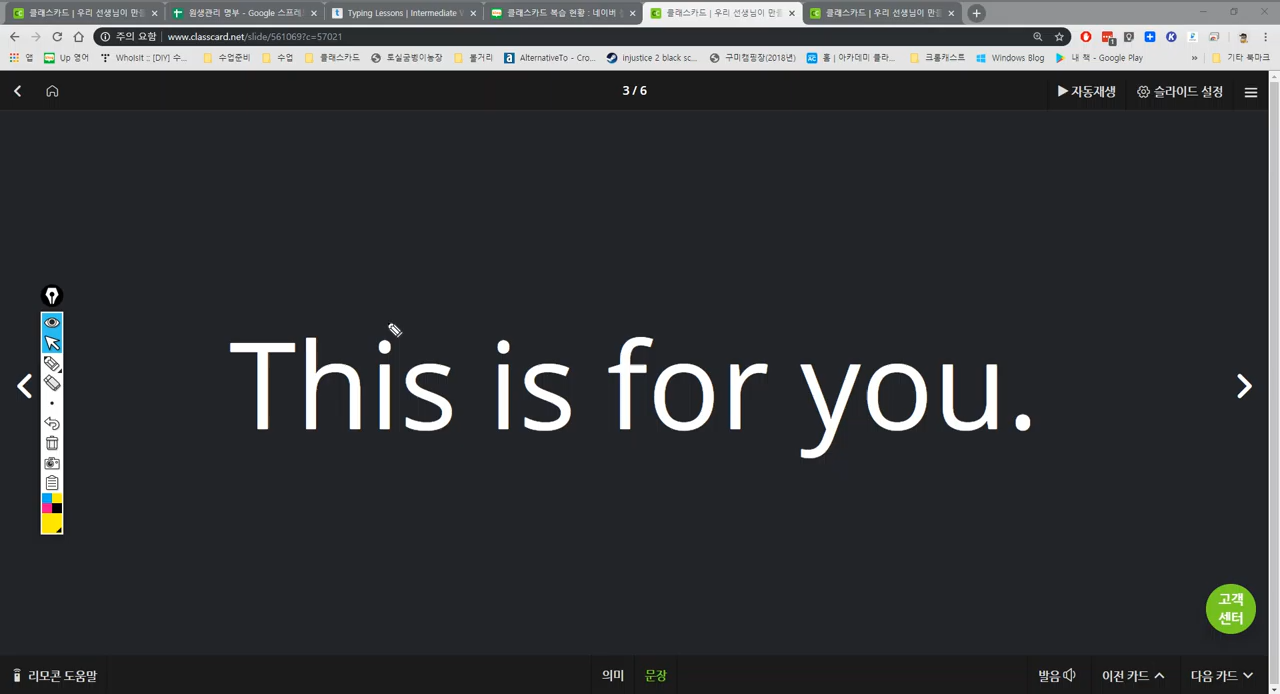 클래스카드 | 우리 선생님이 만든
원생관리 명부 - Google 스프레
Typing Lessons | Intermediate
클래스카드 복습 현황 : 네이버
클래스카드 | 우리 선생님이 만
클래스카드 | 우리 선생님이 만든
주의 요함 www.classcard.net/slide/561069?c=57021
앱 Up 영어 WhoisIt :: [DIY] 수... 수업준비 수업 클래스카드 토실굼벵이농장 볼거리 AlternativeTo - Cro... injustice 2 black sc... 구미캠핑장(2018년) 홈 | 아카데미 클라... 크롬캐스트 Windows Blog 내 책 - Google Play » 기타 북마크
3 / 6
자동재생 슬라이드 설정
This is for you.
고객
센터
리모콘 도움말 의미 문장 발음 이전 카드 다음 카드